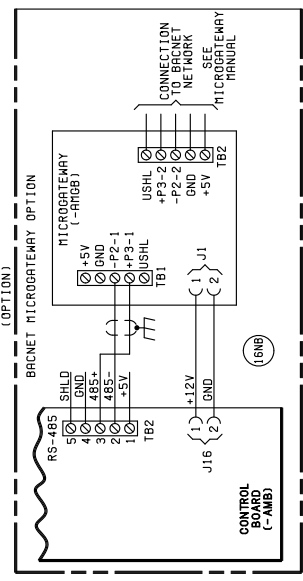 (OPTION)
BACNET MICROGATEWAY OPTION
MICROGATEWAY
(-AMGB)
CONNECTION
TO BACNET
NETWORK
SEE
MICROGATEWAY
MANUAL
USHL
+P3-2
-P2-2
GND
+5V
TB2
+5V
GND
-P2-1
+P3-1
USHL
TB1
J1
1
2
16NB
RS-485
5
4
3
2
1
TB2
SHLD
GND
485+
485-
+5V
+12V
GND
1
2
J16
CONTROL
BOARD
(-AMB)